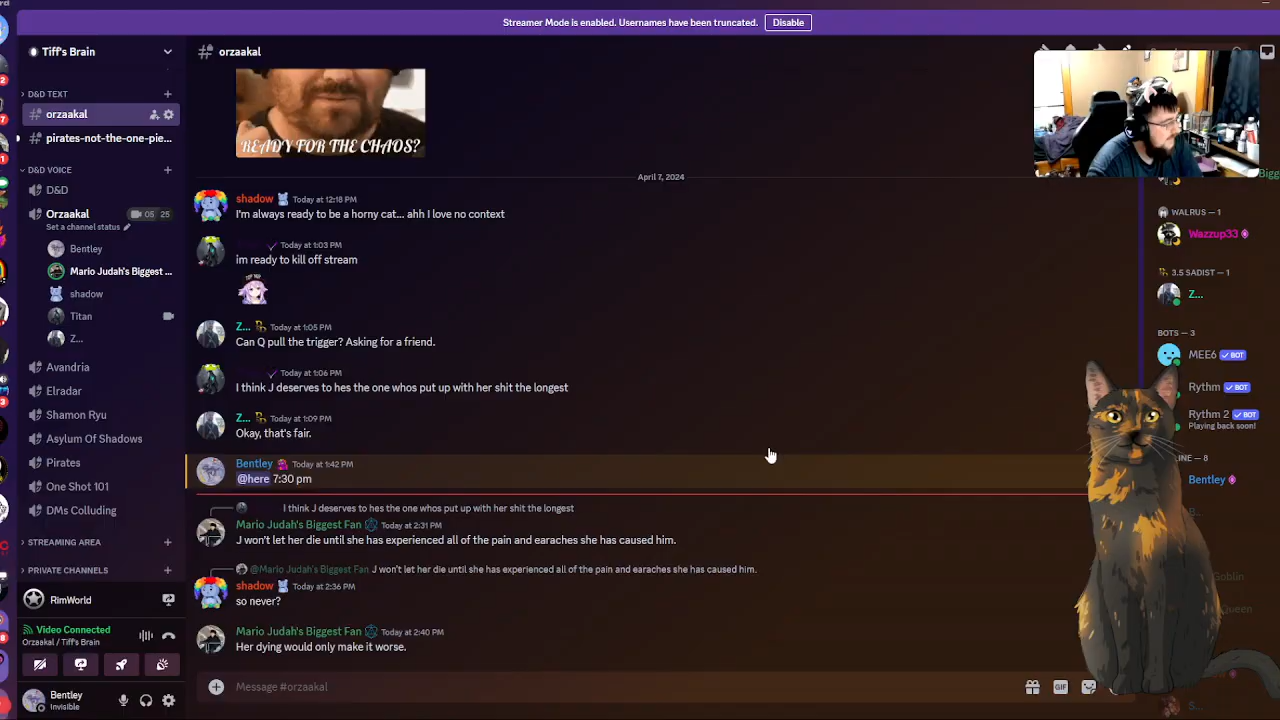 Streamer Mode is enabled. Usernames have been truncated. Disable
Tiff's Brain
D&D TEXT
orzaakal
pirates-not-the-one-pie...
D&D VOICE
D&D
Orzaakal 05 25
Set a channel status
Bentley
Mario Judah's Biggest ...
shadow
Titan
Z...
Avandria
Elradar
Shamon Ryu
Asylum Of Shadows
Pirates
One Shot 101
DMs Colluding
STREAMING AREA
PRIVATE CHANNELS
RimWorld
Video Connected
Orzaakal / Tiff's Brain
Bentley
Invisible
orzaakal
READY FOR THE CHAOS?
April 7, 2024
shadow Today at 12:18 PM
I'm always ready to be a horny cat... ahh I love no context
Today at 1:03 PM
im ready to kill off stream
Z... Today at 1:05 PM
Can Q pull the trigger? Asking for a friend.
Today at 1:06 PM
I think J deserves to hes the one whos put up with her shit the longest
Z... Today at 1:09 PM
Okay, that's fair.
Bentley Today at 1:42 PM
@here 7:30 pm
I think J deserves to hes the one whos put up with her shit the longest
Mario Judah's Biggest Fan Today at 2:31 PM
J won't let her die until she has experienced all of the pain and earaches she has caused him.
@Mario Judah's Biggest Fan J won't let her die until she has experienced all of the pain and earaches she has caused him.
shadow Today at 2:36 PM
so never?
Mario Judah's Biggest Fan Today at 2:40 PM
Her dying would only make it worse.
Message #orzaakal
GIF
Bigg
WALRUS — 1
Wazzup33
3.5 SADIST — 1
Z...
BOTS — 3
MEE6 BOT
Rythm BOT
Rythm 2 BOT
Playing back soon!
INE — 8
Bentley
B...
Goblin
Queen
S...